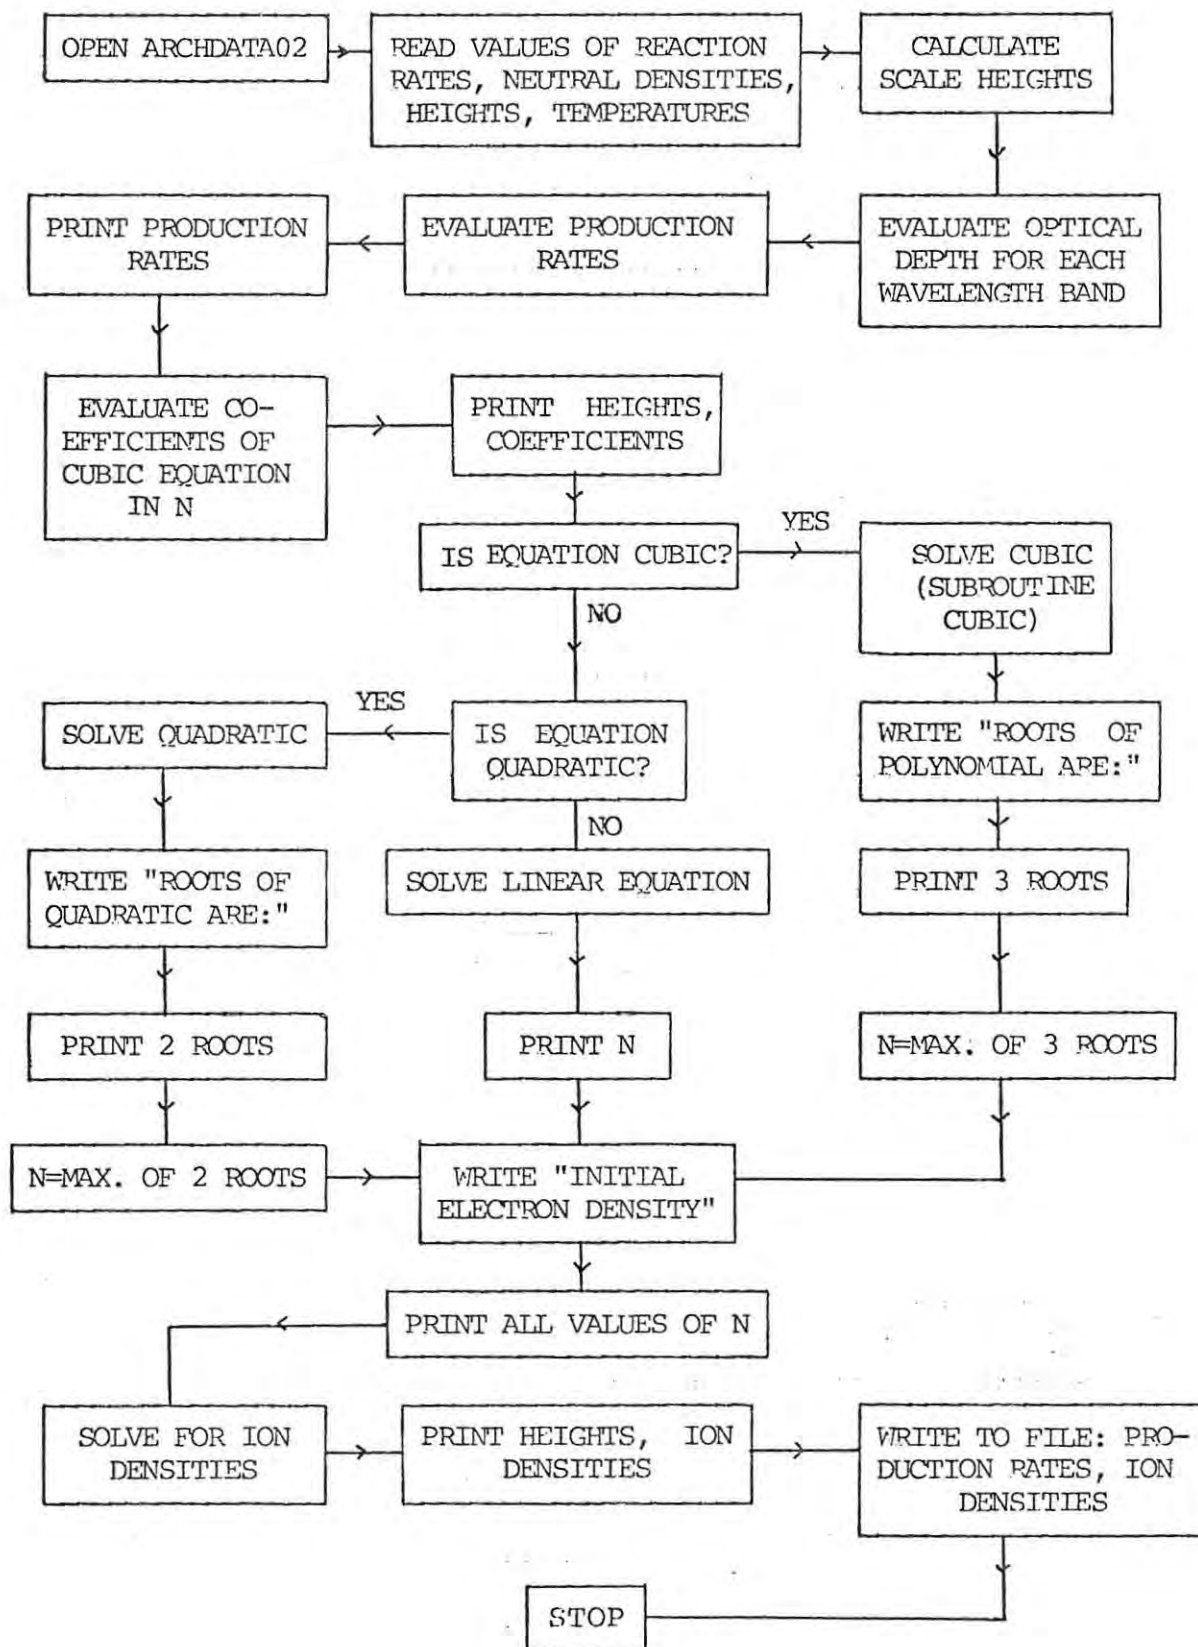 OPEN ARCHDATA02
READ VALUES OF REACTION
RATES, NEUTRAL DENSITIES,
HEIGHTS, TEMPERATURES
CALCULATE
SCALE HEIGHTS
EVALUATE OPTICAL
DEPTH FOR EACH
WAVELENGTH BAND
EVALUATE PRODUCTION
RATES
PRINT PRODUCTION
RATES
EVALUATE CO-
EFFICIENTS OF
CUBIC EQUATION
IN N
PRINT HEIGHTS,
COEFFICIENTS
IS EQUATION CUBIC?
YES
SOLVE CUBIC
(SUBROUTINE
CUBIC)
NO
WRITE "ROOTS OF
POLYNOMIAL ARE:"
PRINT 3 ROOTS
N=MAX. OF 3 ROOTS
IS EQUATION
QUADRATIC?
YES
SOLVE QUADRATIC
WRITE "ROOTS OF
QUADRATIC ARE:"
PRINT 2 ROOTS
N=MAX. OF 2 ROOTS
NO
SOLVE LINEAR EQUATION
PRINT N
WRITE "INITIAL
ELECTRON DENSITY"
PRINT ALL VALUES OF N
SOLVE FOR ION
DENSITIES
PRINT HEIGHTS, ION
DENSITIES
WRITE TO FILE: PRO-
DUCTION RATES, ION
DENSITIES
STOP